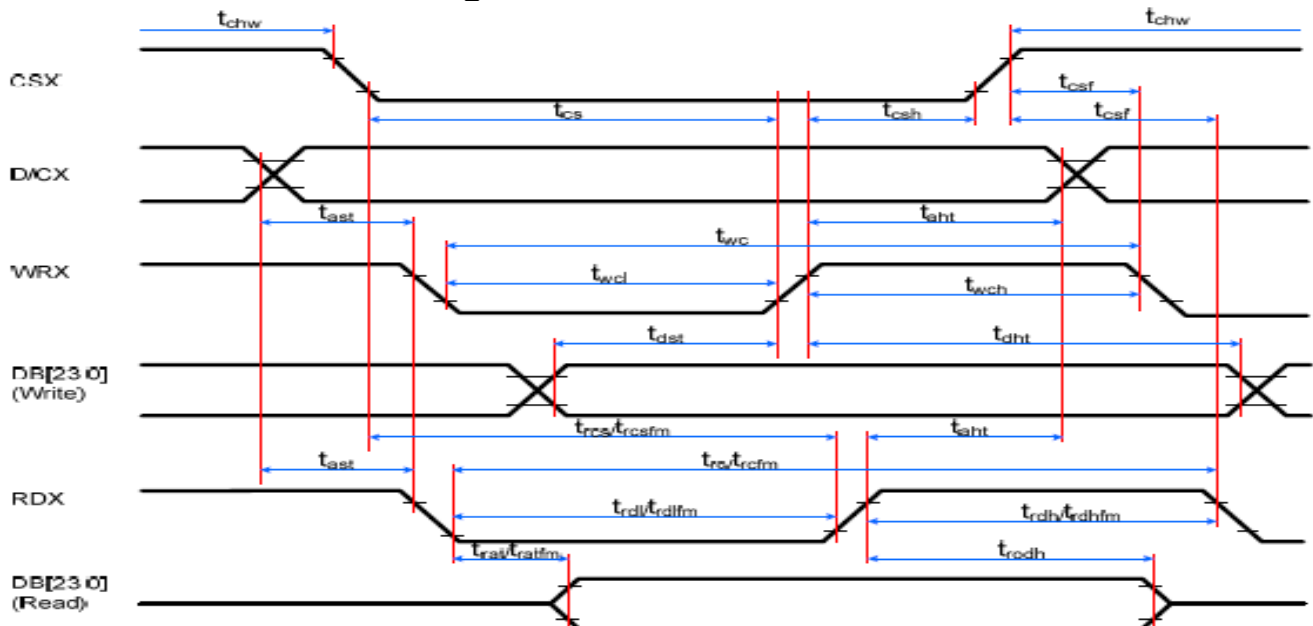 tchw tchw
CSX
tcsf
tcs tcsh tcsf
D/CX
tast taht
twc
WRX
twcl twch
tdst tdht
DB[23:0]
(Write)
trcs/trcsfm taht
tast trc/trcfm
RDX
trdl/trdlfm trdh/trdhfm
trat/tratfm trodh
DB[23:0]
(Read)